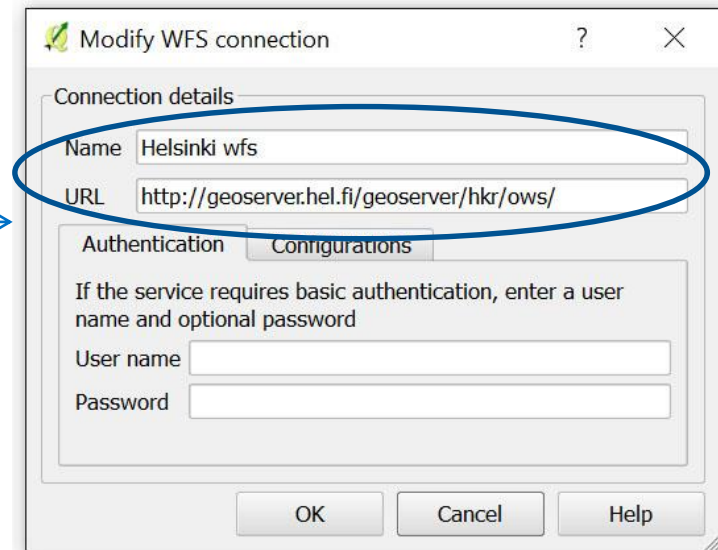 Modify WFS connection ? ×
Connection details
Name Helsinki wfs
URL http://geoserver.hel.fi/geoserver/hkr/ows/
Authentication Configurations
If the service requires basic authentication, enter a user
name and optional password
User name
Password
OK Cancel Help